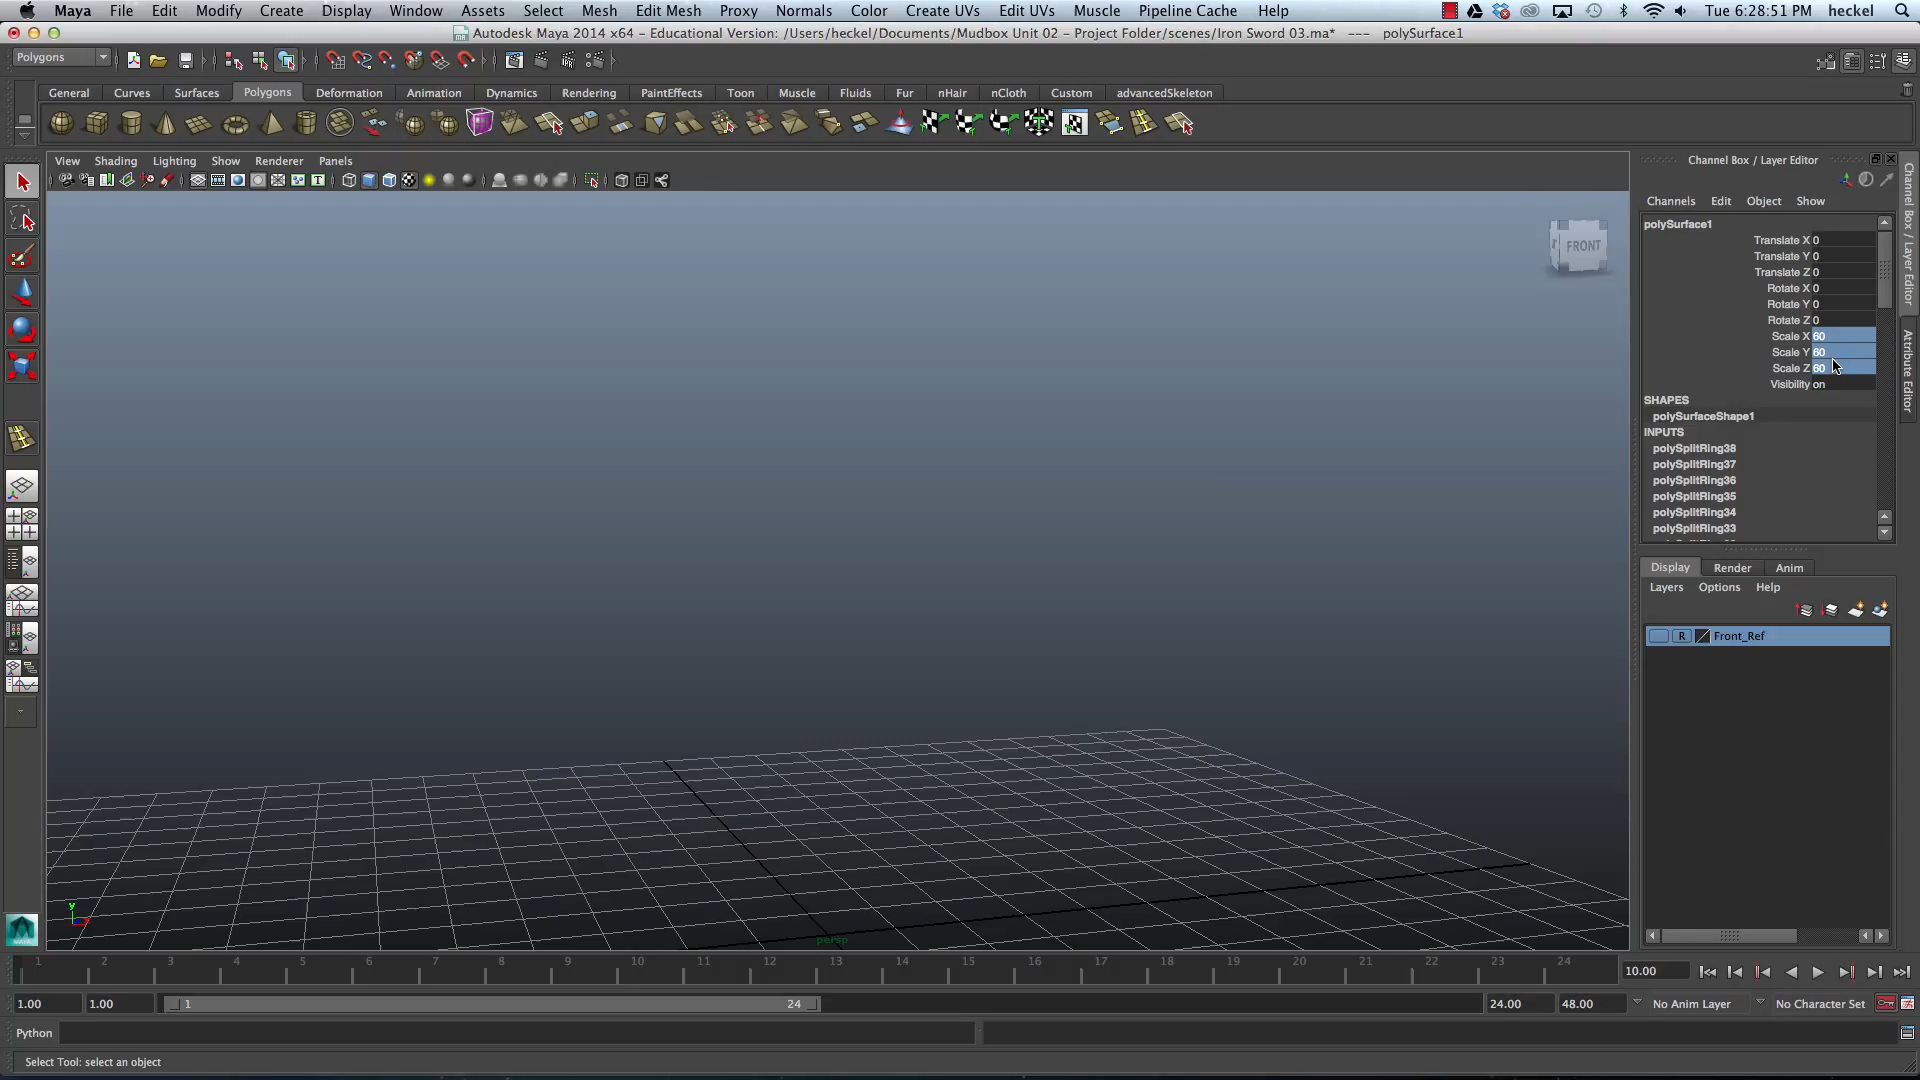 Maya File Edit Modify Create Display Window Assets Select Mesh Edit Mesh Proxy Normals Color Create UVs Edit UVs Muscle Pipeline Cache Help Tue 6:28:51 PM heckel
Autodesk Maya 2014 x64 - Educational Version: /Users/heckel/Documents/Mudbox Unit 02 - Project Folder/scenes/Iron Sword 03.ma* --- polySurface1
Polygons
General Curves Surfaces Polygons Deformation Animation Dynamics Rendering PaintEffects Toon Muscle Fluids Fur nHair nCloth Custom advancedSkeleton
View Shading Lighting Show Renderer Panels
Channel Box / Layer Editor
Channels Edit Object Show
polySurface1
Translate X 0
Translate Y 0
Translate Z 0
Rotate X 0
Rotate Y 0
Rotate Z 0
Scale X 60
Scale Y 60
Scale Z 60
Visibility on
SHAPES
polySurfaceShape1
INPUTS
polySplitRing38
polySplitRing37
polySplitRing36
polySplitRing35
polySplitRing34
polySplitRing33
Channel Box / Layer Editor
Attribute Editor
FRONT
Display Render Anim
Layers Options Help
R Front_Ref
y
persp
1 2 3 4 5 6 7 8 9 10 11 12 13 14 15 16 17 18 19 20 21 22 23 24 10.00
1.00 1.00 1 24 24.00 48.00 No Anim Layer No Character Set
Python
Select Tool: select an object